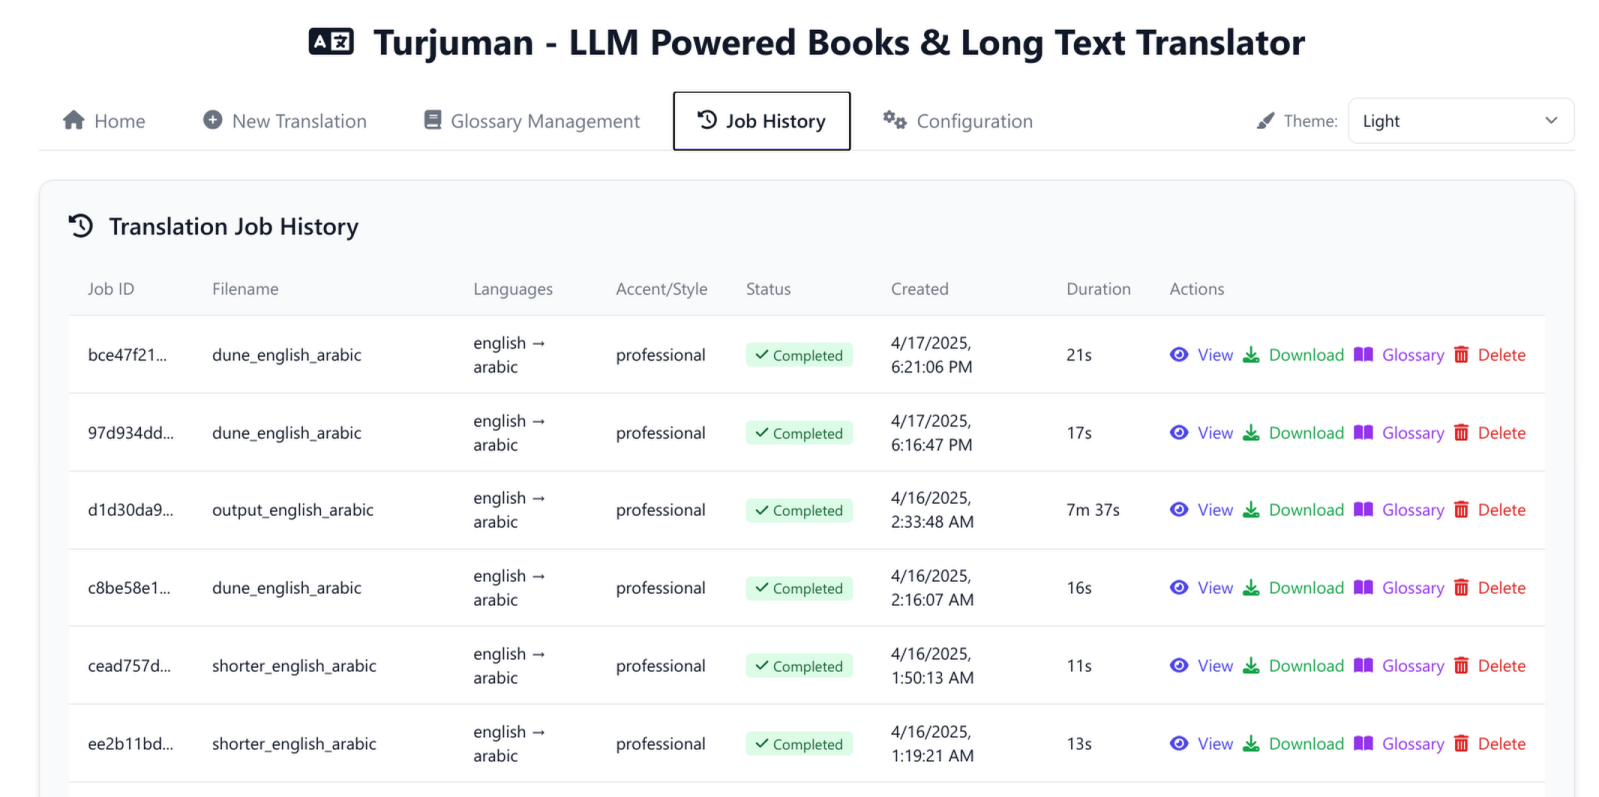 Turjuman - LLM Powered Books & Long Text Translator
Home New Translation Glossary Management Job History Configuration Theme: Light
Translation Job History
Job ID Filename Languages Accent/Style Status Created Duration Actions
bce47f21... dune_english_arabic english → arabic professional Completed 4/17/2025, 6:21:06 PM 21s View Download Glossary Delete
97d934dd... dune_english_arabic english → arabic professional Completed 4/17/2025, 6:16:47 PM 17s View Download Glossary Delete
d1d30da9... output_english_arabic english → arabic professional Completed 4/16/2025, 2:33:48 AM 7m 37s View Download Glossary Delete
c8be58e1... dune_english_arabic english → arabic professional Completed 4/16/2025, 2:16:07 AM 16s View Download Glossary Delete
cead757d... shorter_english_arabic english → arabic professional Completed 4/16/2025, 1:50:13 AM 11s View Download Glossary Delete
ee2b11bd... shorter_english_arabic english → arabic professional Completed 4/16/2025, 1:19:21 AM 13s View Download Glossary Delete